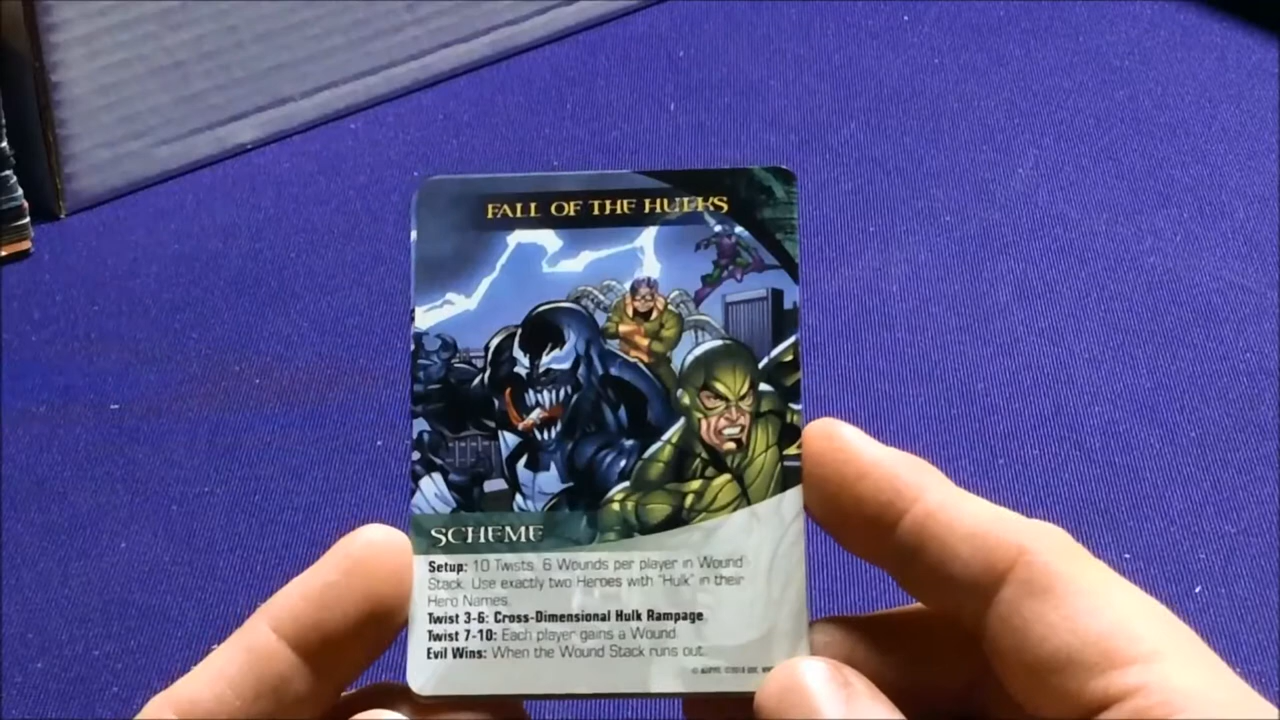 FALL OF THE HULKS
SCHEME
Setup: 10 Twists. 6 Wounds per player in Wound
Stack. Use exactly two Heroes with "Hulk" in their
Hero Names.
Twist 3-6: Cross-Dimensional Hulk Rampage
Twist 7-10: Each player gains a Wound.
Evil Wins: When the Wound Stack runs out.